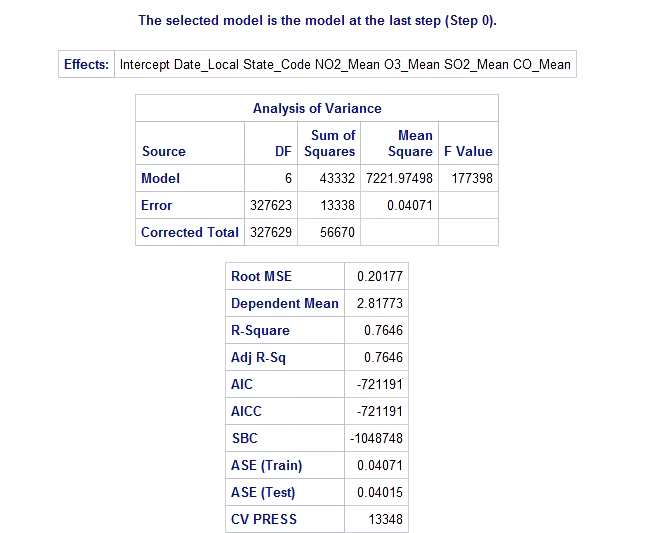 The selected model is the model at the last step (Step 0).
Effects: Intercept Date_Local State_Code NO2_Mean O3_Mean SO2_Mean CO_Mean
Analysis of Variance
Source DF Sum of Squares Mean Square F Value
Model 6 43332 7221.97498 177398
Error 327623 13338 0.04071
Corrected Total 327629 56670
Root MSE 0.20177
Dependent Mean 2.81773
R-Square 0.7646
Adj R-Sq 0.7646
AIC -721191
AICC -721191
SBC -1048748
ASE (Train) 0.04071
ASE (Test) 0.04015
CV PRESS 13348